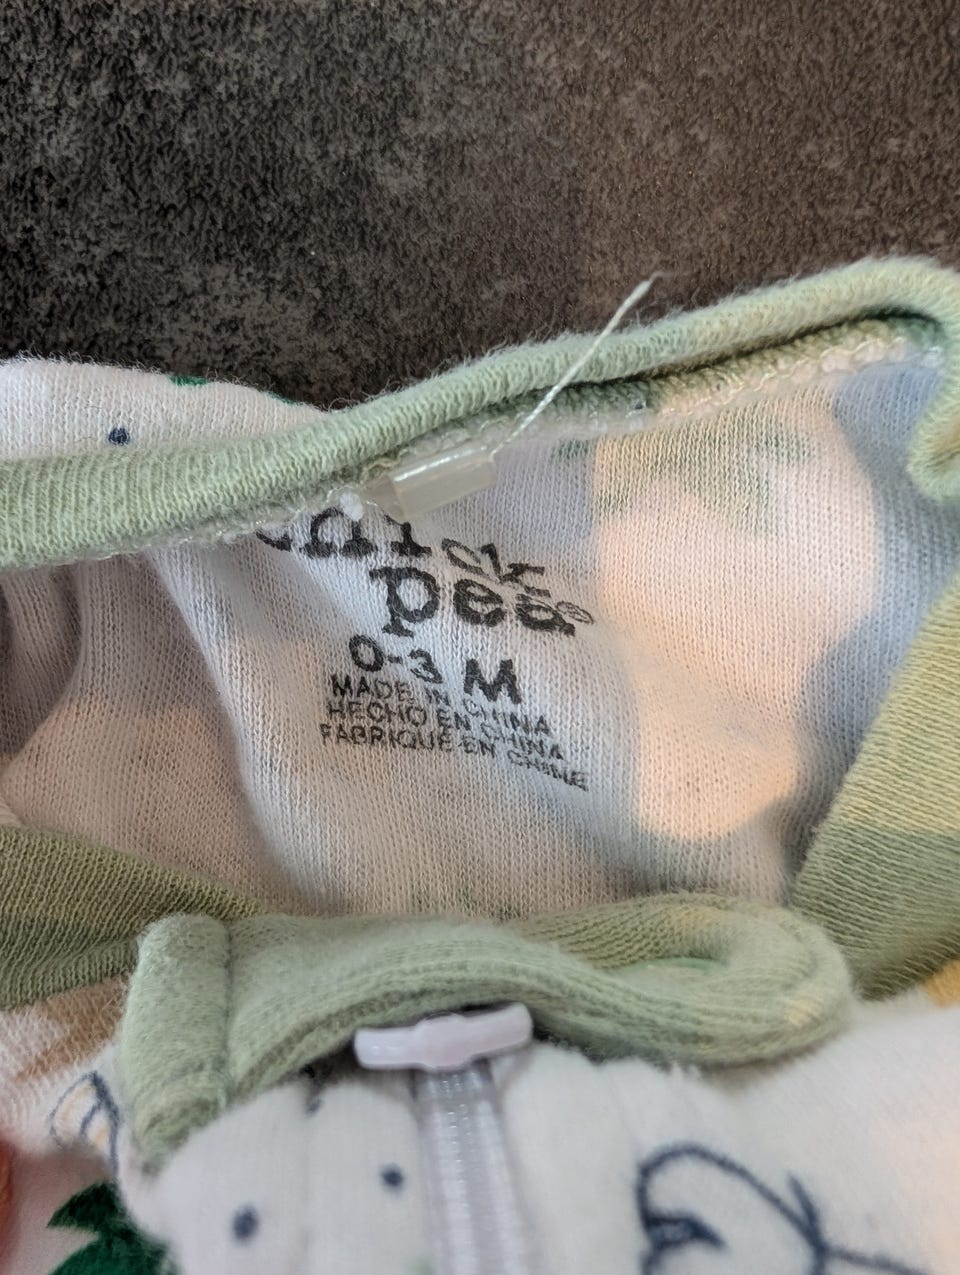 pea®
0-3 M
MADE IN CHINA
HECHO EN CHINA
FABRIQUÉ EN CHINE